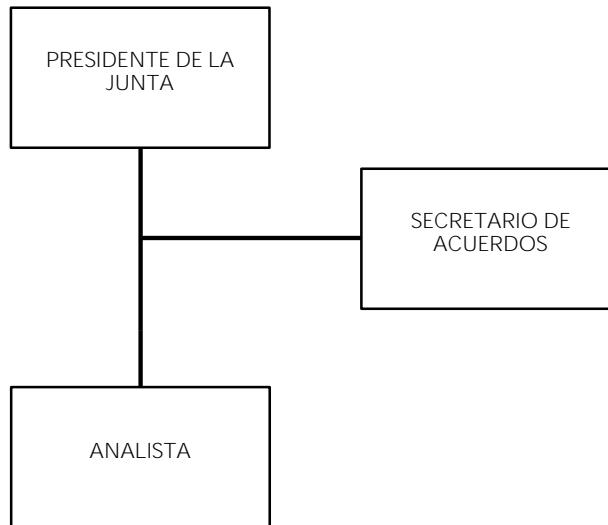 PRESIDENTE DE LA
JUNTA
SECRETARIO DE
ACUERDOS
ANALISTA